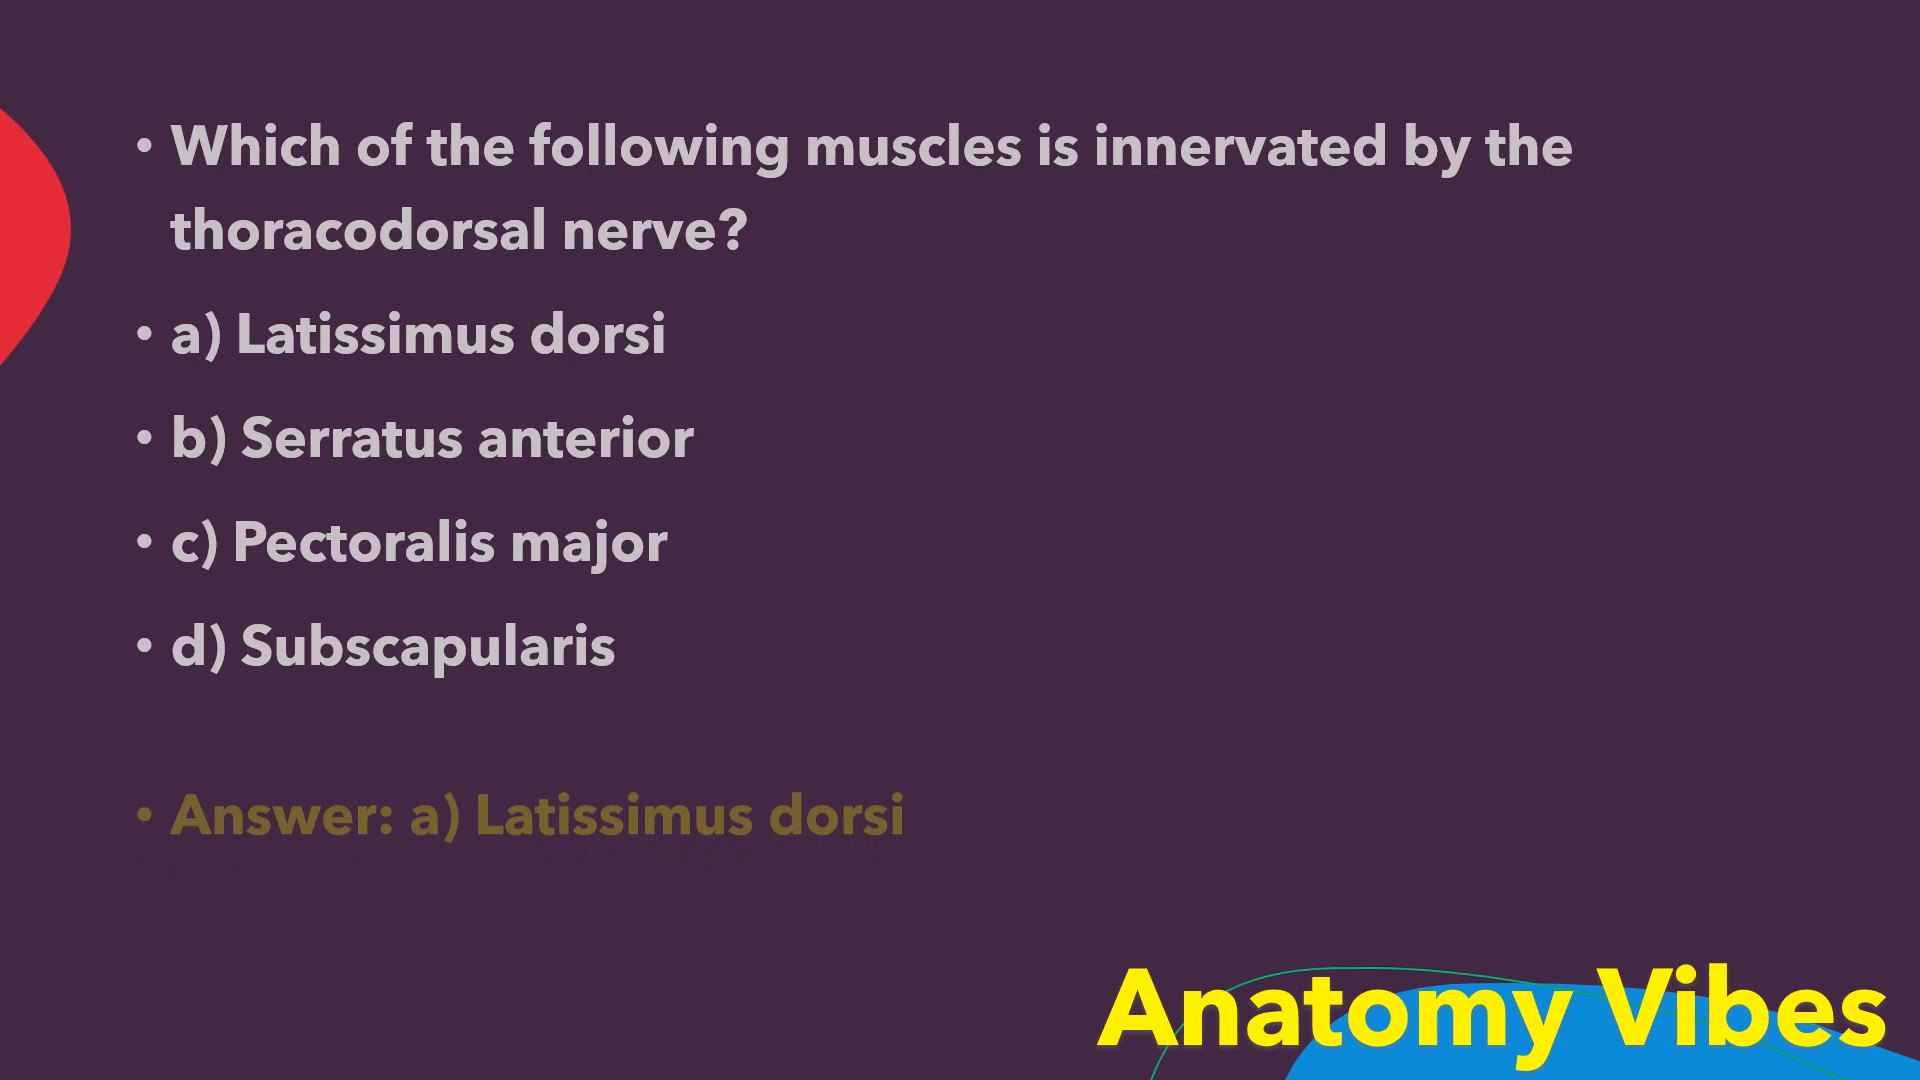 • Which of the following muscles is innervated by the
thoracodorsal nerve?
• a) Latissimus dorsi
• b) Serratus anterior
• c) Pectoralis major
• d) Subscapularis
• Answer: a) Latissimus dorsi
Anatomy Vibes